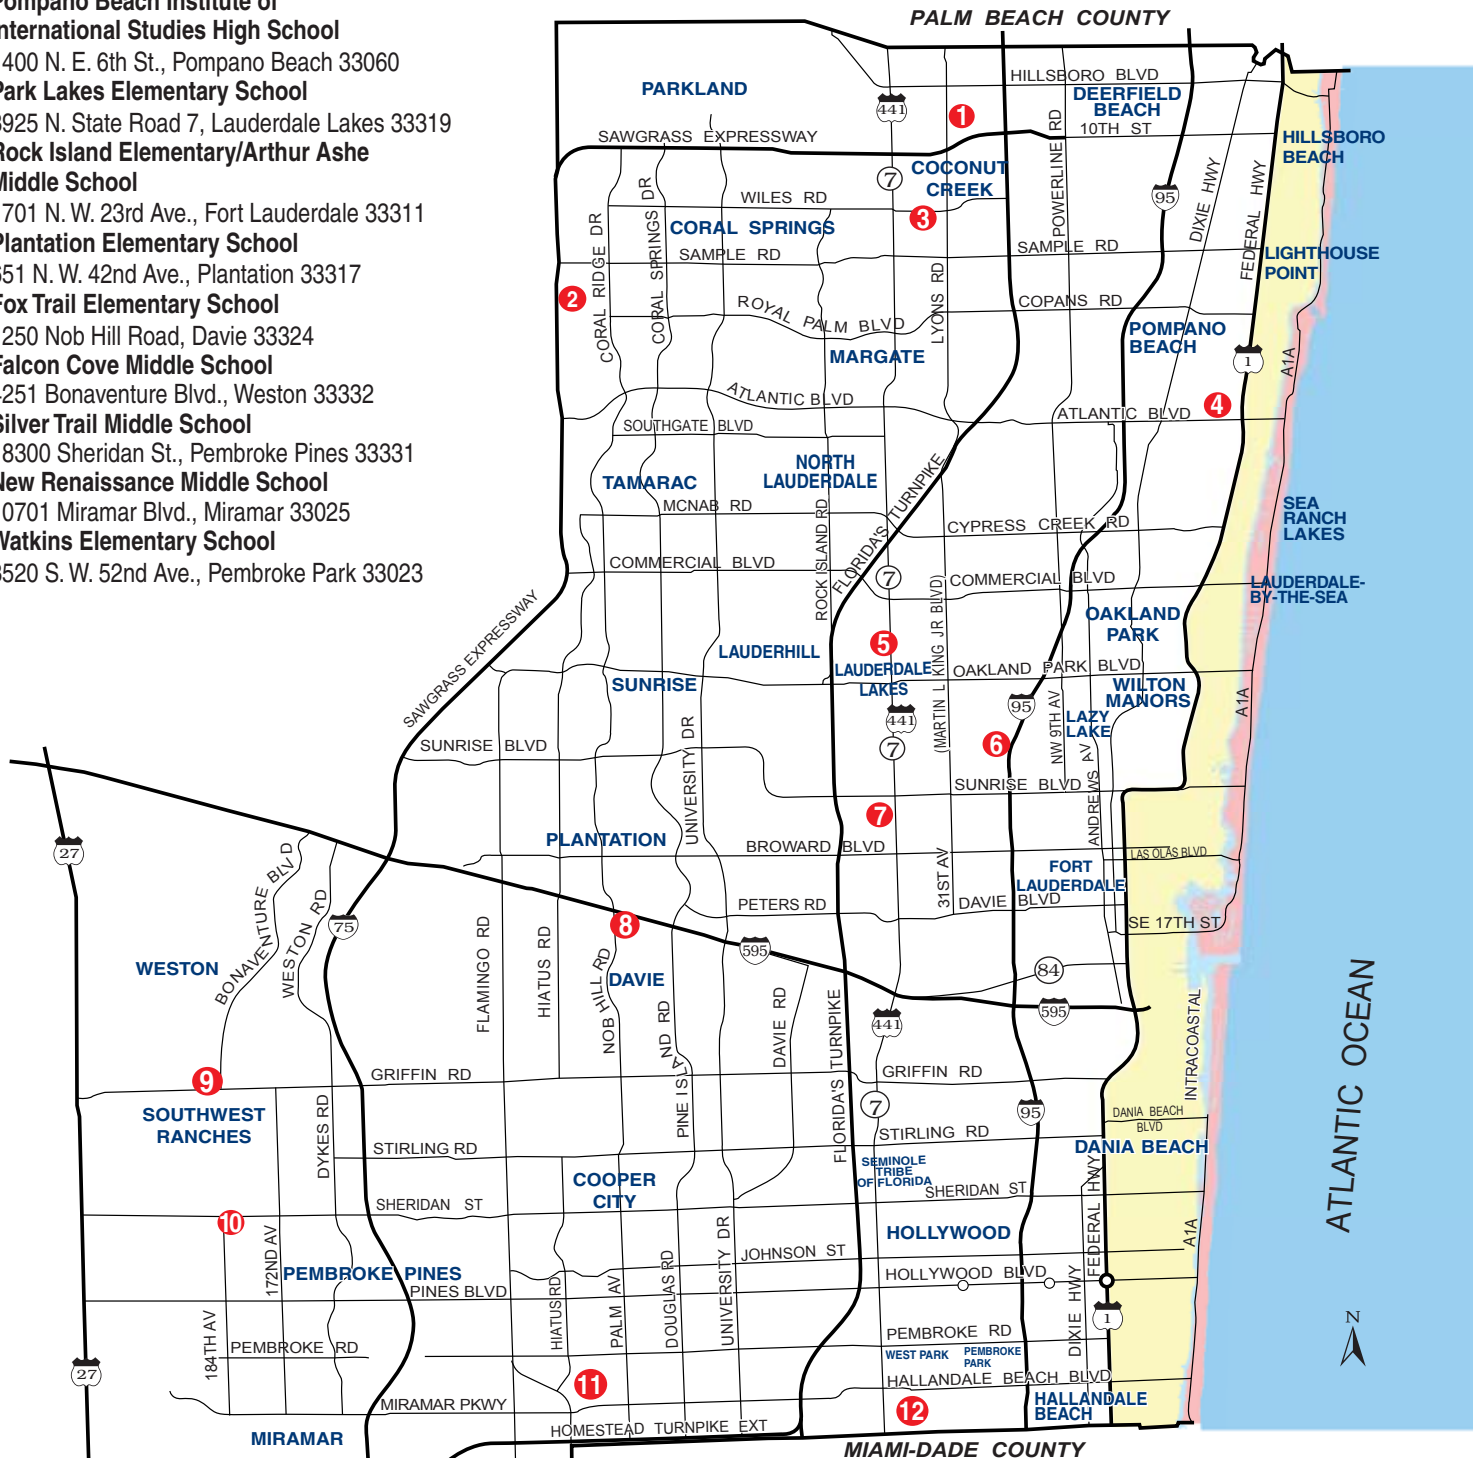 Pompano Beach Institute of
International Studies High School
1400 N. E. 6th St., Pompano Beach 33060
Park Lakes Elementary School
3925 N. State Road 7, Lauderdale Lakes 33319
Rock Island Elementary/Arthur Ashe
Middle School
1701 N. W. 23rd Ave., Fort Lauderdale 33311
Plantation Elementary School
651 N. W. 42nd Ave., Plantation 33317
Fox Trail Elementary School
1250 Nob Hill Road, Davie 33324
Falcon Cove Middle School
4251 Bonaventure Blvd., Weston 33332
Silver Trail Middle School
18300 Sheridan St., Pembroke Pines 33331
New Renaissance Middle School
10701 Miramar Blvd., Miramar 33025
Watkins Elementary School
3520 S. W. 52nd Ave., Pembroke Park 33023
PALM BEACH COUNTY
PARKLAND
HILLSBORO BLVD
DEERFIELD
BEACH
441
1
10TH ST
SAWGRASS EXPRESSWAY
HILLSBORO
BEACH
COCONUT
CREEK
7
WILES RD
3
95
POWERLINE RD
DIXIE HWY
FEDERAL HWY
CORAL RIDGE DR
CORAL SPRINGS DR
CORAL SPRINGS
SAMPLE RD
SAMPLE RD
LIGHTHOUSE
POINT
2
LYONS RD
ROYAL PALM BLVD
COPANS RD
POMPANO
BEACH
MARGATE
1
A1A
ATLANTIC BLVD
ATLANTIC BLVD
4
SOUTHGATE BLVD
NORTH
LAUDERDALE
TAMARAC
MCNAB RD
ROCK ISLAND RD
FLORIDA'S TURNPIKE
CYPRESS CREEK RD
SEA
RANCH
LAKES
COMMERCIAL BLVD
7
COMMERCIAL BLVD
LAUDERDALE-
BY-THE-SEA
OAKLAND
PARK
SAWGRASS EXPRESSWAY
LAUDERHILL
5
(MARTIN L KING JR BLVD)
LAUDERDALE
LAKES
OAKLAND PARK BLVD
SUNRISE
WILTON
MANORS
95
NW 9TH AV
LAZY
LAKE
A1A
441
7
6
SUNRISE BLVD
UNIVERSITY DR
SUNRISE BLVD
ANDREWS AV
7
PLANTATION
BROWARD BLVD
LAS OLAS BLVD
27
BONAVENTURE BLVD
WESTON RD
31ST AV
FORT
LAUDERDALE
PETERS RD
DAVIE BLVD
75
8
SE 17TH ST
FLAMINGO RD
HIATUS RD
NOB HILL RD
595
WESTON
DAVIE
84
PINE ISLAND RD
DAVIE RD
FLORIDA'S TURNPIKE
441
595
INTRACOASTAL
ATLANTIC OCEAN
9
GRIFFIN RD
GRIFFIN RD
SOUTHWEST
RANCHES
DYKES RD
7
95
DANIA BEACH
BLVD
STIRLING RD
STIRLING RD
DANIA BEACH
SEMINOLE
TRIBE
OF FLORIDA
COOPER
CITY
SHERIDAN ST
SHERIDAN ST
10
172ND AV
HOLLYWOOD
FEDERAL HWY
A1A
JOHNSON ST
UNIVERSITY DR
DOUGLAS RD
PEMBROKE PINES
PINES BLVD
HOLLYWOOD BLVD
HIATUS RD
PALM AV
DIXIE HWY
1
N
184TH AV
PEMBROKE RD
PEMBROKE RD
WEST PARK
PEMBROKE
PARK
27
11
HALLANDALE BEACH BLVD
MIRAMAR PKWY
12
HALLANDALE
BEACH
HOMESTEAD TURNPIKE EXT
MIRAMAR
MIAMI-DADE COUNTY